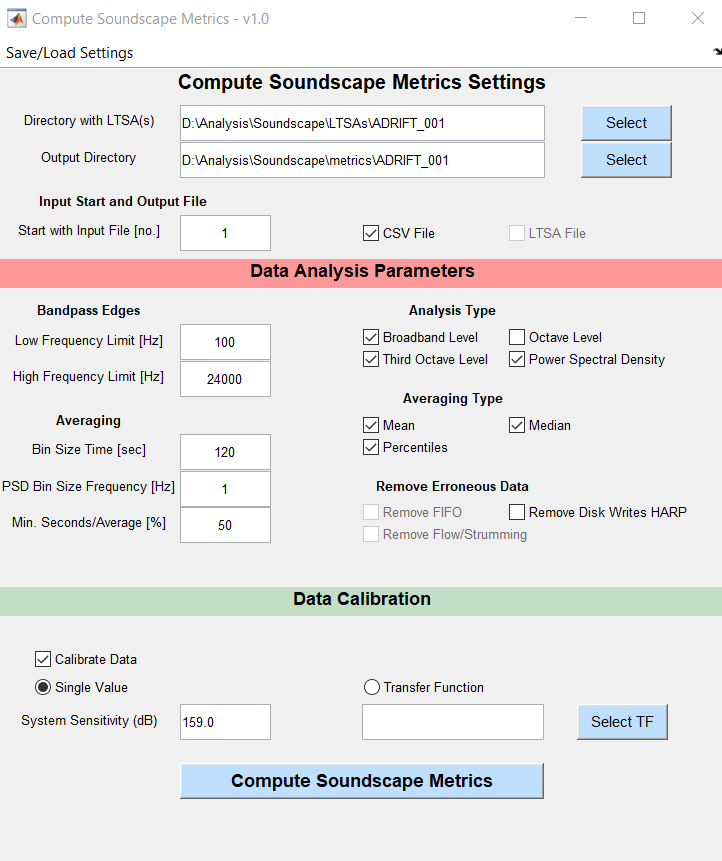 Compute Soundscape Metrics - v1.0
Save/Load Settings
Compute Soundscape Metrics Settings
Directory with LTSA(s) D:\Analysis\Soundscape\LTSAs\ADRIFT_001 Select
Output Directory D:\Analysis\Soundscape\metrics\ADRIFT_001 Select
Input Start and Output File
Start with Input File [no.] 1 CSV File LTSA File
Data Analysis Parameters
Bandpass Edges Analysis Type
Low Frequency Limit [Hz] 100 Broadband Level Octave Level
High Frequency Limit [Hz] 24000 Third Octave Level Power Spectral Density
Averaging Averaging Type
Bin Size Time [sec] 120 Mean Median
Percentiles
PSD Bin Size Frequency [Hz] 1 Remove Erroneous Data
Min. Seconds/Average [%] 50 Remove FIFO Remove Disk Writes HARP
Remove Flow/Strumming
Data Calibration
Calibrate Data
Single Value Transfer Function
System Sensitivity (dB) 159.0 Select TF
Compute Soundscape Metrics